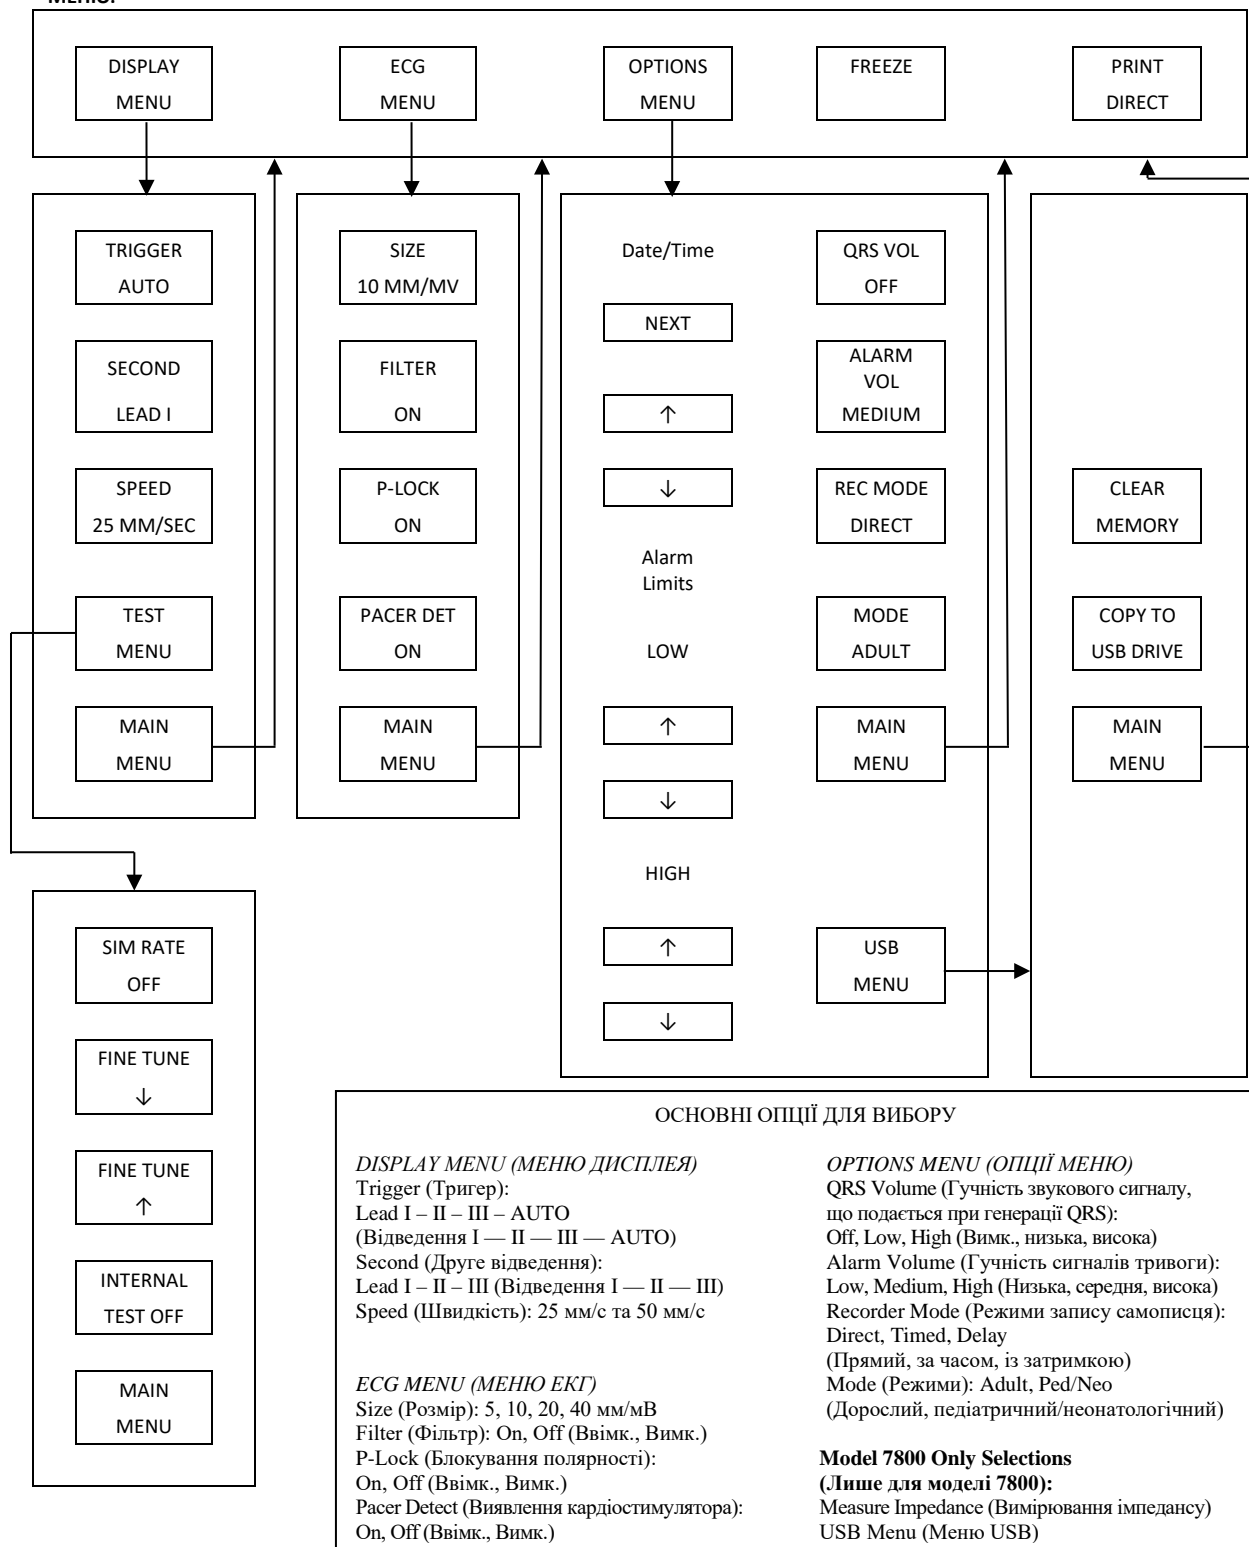 DISPLAY
MENU
ECG
MENU
OPTIONS
MENU
FREEZE
PRINT
DIRECT
TRIGGER
AUTO
SECOND
LEAD I
SPEED
25 MM/SEC
TEST
MENU
MAIN
MENU
SIZE
10 MM/MV
FILTER
ON
P-LOCK
ON
PACER DET
ON
MAIN
MENU
Date/Time
NEXT
↑
↓
Alarm
Limits
LOW
↑
↓
HIGH
↑
↓
QRS VOL
OFF
ALARM
VOL
MEDIUM
REC MODE
DIRECT
MODE
ADULT
MAIN
MENU
USB
MENU
CLEAR
MEMORY
COPY TO
USB DRIVE
MAIN
MENU
SIM RATE
OFF
FINE TUNE
↓
FINE TUNE
↑
INTERNAL
TEST OFF
MAIN
MENU
ОСНОВНІ ОПЦІЇ ДЛЯ ВИБОРУ
DISPLAY MENU (МЕНЮ ДИСПЛЕЯ)
Trigger (Тригер):
Lead I – II – III – AUTO
(Відведення I — II — III — AUTO)
Second (Друге відведення):
Lead I – II – III (Відведення I — II — III)
Speed (Швидкість): 25 мм/с та 50 мм/с
ECG MENU (МЕНЮ ЕКГ)
Size (Розмір): 5, 10, 20, 40 мм/мВ
Filter (Фільтр): On, Off (Ввімк., Вимк.)
P-Lock (Блокування полярності):
On, Off (Ввімк., Вимк.)
Pacer Detect (Виявлення кардіостимулятора):
On, Off (Ввімк., Вимк.)
OPTIONS MENU (ОПЦІЇ МЕНЮ)
QRS Volume (Гучність звукового сигналу,
що подається при генерації QRS):
Off, Low, High (Вимк., низька, висока)
Alarm Volume (Гучність сигналів тривоги):
Low, Medium, High (Низька, середня, висока)
Recorder Mode (Режими запису самописця):
Direct, Timed, Delay
(Прямий, за часом, із затримкою)
Mode (Режими): Adult, Ped/Neo
(Дорослий, педіатричний/неонатологічний)
Model 7800 Only Selections
(Лише для моделі 7800):
Measure Impedance (Вимірювання імпедансу)
USB Menu (Меню USB)